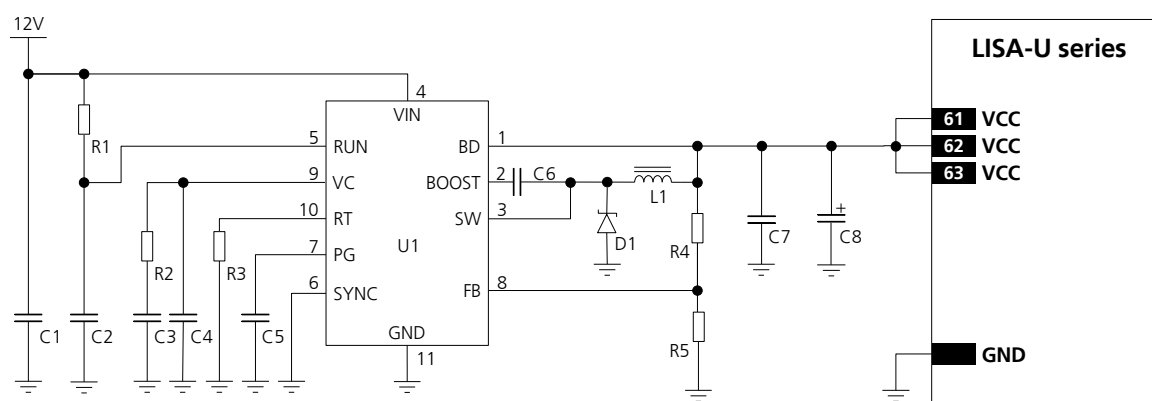 12V
LISA-U series
4
VIN
61 VCC
R1
5 RUN
BD 1
62 VCC
9 VC
BOOST 2 C6
63 VCC
L1
10 RT
SW 3
+
R2 R3
7 PG
U1
D1
R4
C7 C8
6 SYNC
FB 8
C1 C2 C3 C4 C5
GND
R5
11
GND